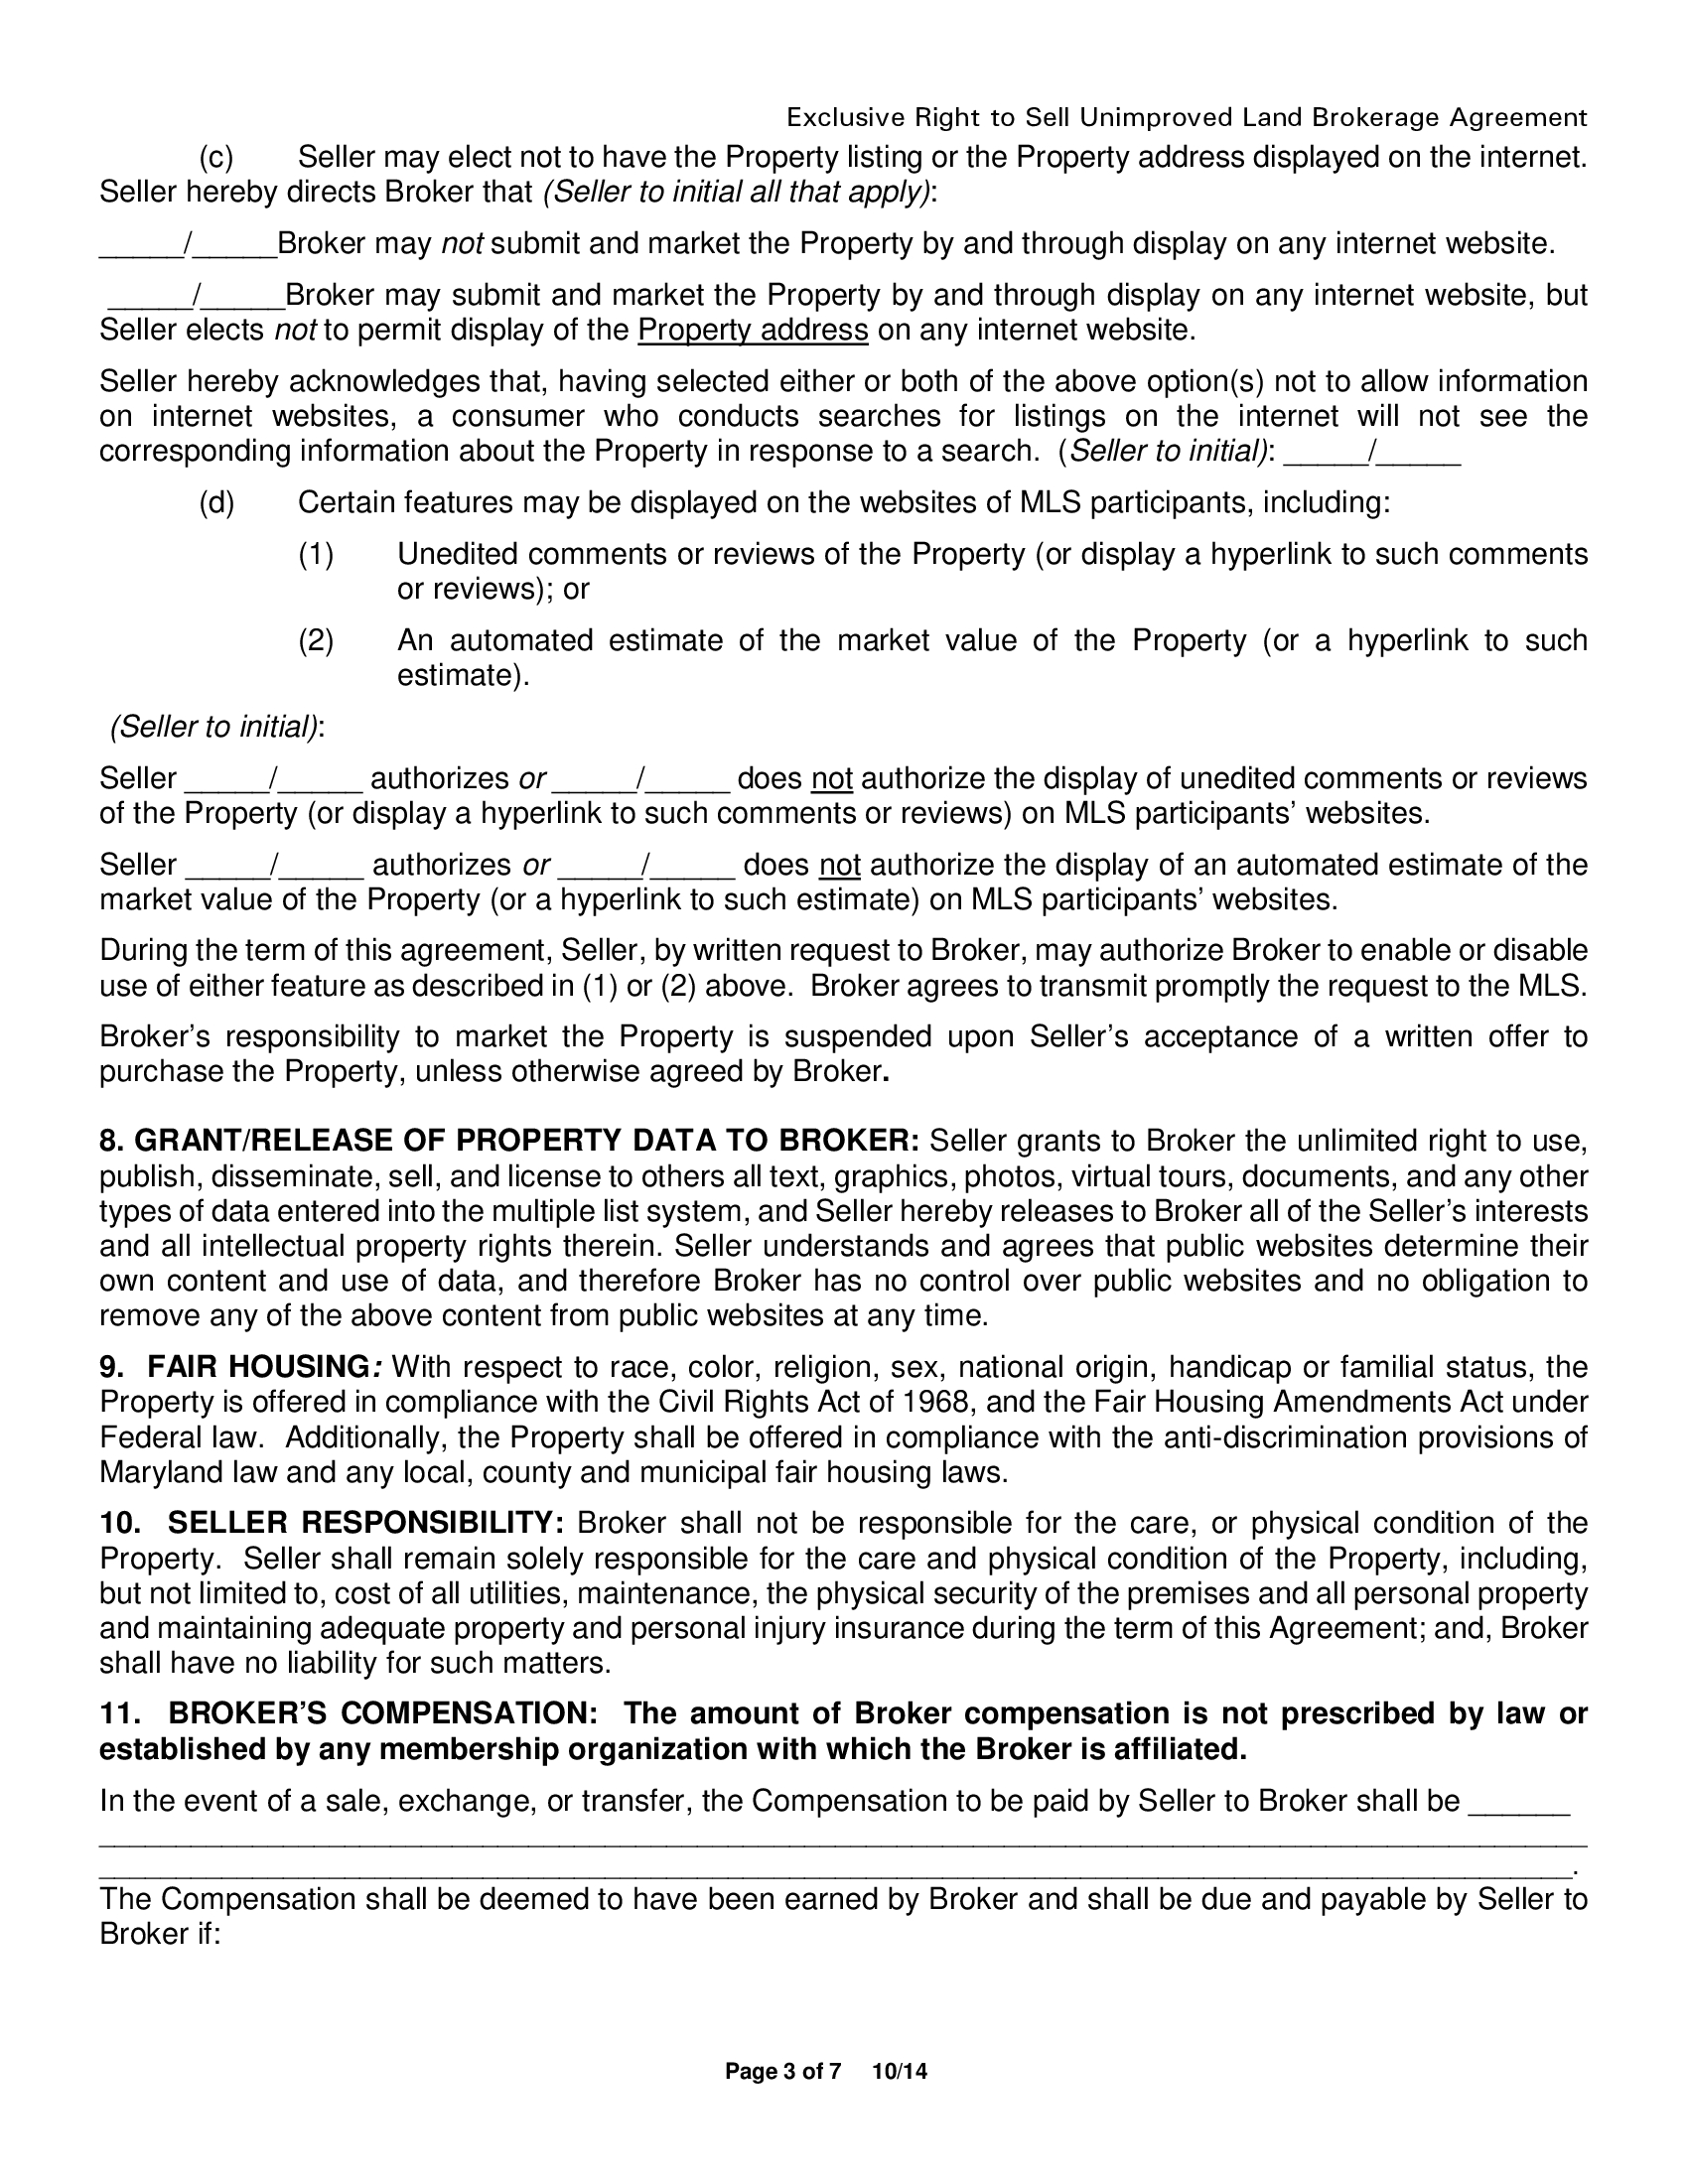 Exclusive Right to Sell Unimproved Land Brokerage Agreement
(c) Seller may elect not to have the Property listing or the Property address displayed on the internet.
Seller hereby directs Broker that (Seller to initial all that apply):
_____/_____Broker may not submit and market the Property by and through display on any internet website.
_____/_____Broker may submit and market the Property by and through display on any internet website, but
Seller elects not to permit display of the Property address on any internet website.
Seller hereby acknowledges that, having selected either or both of the above option(s) not to allow information
on internet websites, a consumer who conducts searches for listings on the internet will not see the
corresponding information about the Property in response to a search. (Seller to initial): _____/_____
(d) Certain features may be displayed on the websites of MLS participants, including:
(1) Unedited comments or reviews of the Property (or display a hyperlink to such comments
or reviews); or
(2) An automated estimate of the market value of the Property (or a hyperlink to such
estimate).
(Seller to initial):
Seller _____/_____ authorizes or _____/_____ does not authorize the display of unedited comments or reviews
of the Property (or display a hyperlink to such comments or reviews) on MLS participants’ websites.
Seller _____/_____ authorizes or _____/_____ does not authorize the display of an automated estimate of the
market value of the Property (or a hyperlink to such estimate) on MLS participants’ websites.
During the term of this agreement, Seller, by written request to Broker, may authorize Broker to enable or disable
use of either feature as described in (1) or (2) above. Broker agrees to transmit promptly the request to the MLS.
Broker’s responsibility to market the Property is suspended upon Seller’s acceptance of a written offer to
purchase the Property, unless otherwise agreed by Broker.
8. GRANT/RELEASE OF PROPERTY DATA TO BROKER: Seller grants to Broker the unlimited right to use,
publish, disseminate, sell, and license to others all text, graphics, photos, virtual tours, documents, and any other
types of data entered into the multiple list system, and Seller hereby releases to Broker all of the Seller’s interests
and all intellectual property rights therein. Seller understands and agrees that public websites determine their
own content and use of data, and therefore Broker has no control over public websites and no obligation to
remove any of the above content from public websites at any time.
9. FAIR HOUSING: With respect to race, color, religion, sex, national origin, handicap or familial status, the
Property is offered in compliance with the Civil Rights Act of 1968, and the Fair Housing Amendments Act under
Federal law. Additionally, the Property shall be offered in compliance with the anti-discrimination provisions of
Maryland law and any local, county and municipal fair housing laws.
10. SELLER RESPONSIBILITY: Broker shall not be responsible for the care, or physical condition of the
Property. Seller shall remain solely responsible for the care and physical condition of the Property, including,
but not limited to, cost of all utilities, maintenance, the physical security of the premises and all personal property
and maintaining adequate property and personal injury insurance during the term of this Agreement; and, Broker
shall have no liability for such matters.
11. BROKER’S COMPENSATION: The amount of Broker compensation is not prescribed by law or
established by any membership organization with which the Broker is affiliated.
In the event of a sale, exchange, or transfer, the Compensation to be paid by Seller to Broker shall be ______
______________________________________________________________________________________
_____________________________________________________________________________________.
The Compensation shall be deemed to have been earned by Broker and shall be due and payable by Seller to
Broker if:
Page 3 of 7 10/14